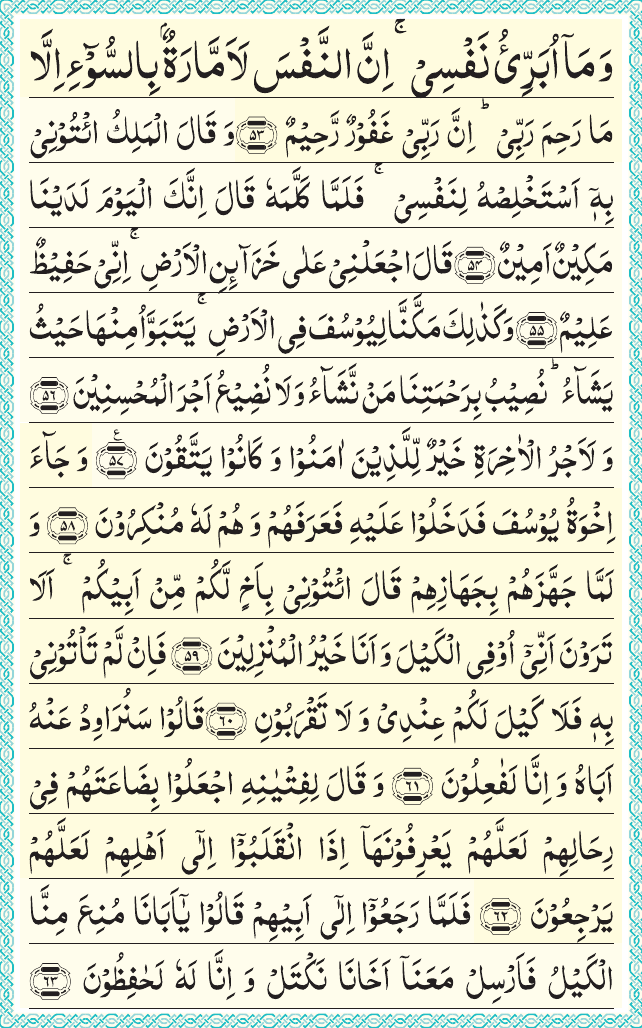 وَمَاۤ اُبَرِّئُ نَفْسِیْ ۚ اِنَّ النَّفْسَ لَاَمَّارَةٌۢ بِالسُّوْٓءِ اِلَّا
مَا رَحِمَ رَبِّیْ ؕ اِنَّ رَبِّیْ غَفُوْرٌ رَّحِیْمٌ ﴿۵۳﴾ وَ قَالَ الْمَلِكُ ائْتُوْنِیْ
بِهٖۤ اَسْتَخْلِصْهُ لِنَفْسِیْ ۚ فَلَمَّا كَلَّمَهٗ قَالَ اِنَّكَ الْیَوْمَ لَدَیْنَا
مَكِیْنٌ اَمِیْنٌ ﴿۵۴﴾ قَالَ اجْعَلْنِیْ عَلٰی خَزَآىِٕنِ الْاَرْضِ ۚ اِنِّیْ حَفِیْظٌ
عَلِیْمٌ ﴿۵۵﴾ وَكَذٰلِكَ مَكَّنَّا لِیُوْسُفَ فِی الْاَرْضِ ۚ یَتَبَوَّاُ مِنْهَا حَیْثُ
یَشَآءُ ؕ نُصِیْبُ بِرَحْمَتِنَا مَنْ نَّشَآءُ وَلَا نُضِیْعُ اَجْرَ الْمُحْسِنِیْنَ ﴿۵۶﴾
وَ لَاَجْرُ الْاٰخِرَةِ خَیْرٌ لِّلَّذِیْنَ اٰمَنُوْا وَ كَانُوْا یَتَّقُوْنَ ﴿۵۷﴾ ع وَ جَآءَ
اِخْوَةُ یُوْسُفَ فَدَخَلُوْا عَلَیْهِ فَعَرَفَهُمْ وَ هُمْ لَهٗ مُنْكِرُوْنَ ﴿۵۸﴾ وَ
لَمَّا جَهَّزَهُمْ بِجَهَازِهِمْ قَالَ ائْتُوْنِیْ بِاَخٍ لَّكُمْ مِّنْ اَبِیْكُمْ ۚ اَلَا
تَرَوْنَ اَنِّیْۤ اُوْفِی الْكَیْلَ وَ اَنَا خَیْرُ الْمُنْزِلِیْنَ ﴿۵۹﴾ فَاِنْ لَّمْ تَاْتُوْنِیْ
بِهٖ فَلَا كَیْلَ لَكُمْ عِنْدِیْ وَ لَا تَقْرَبُوْنِ ﴿۶۰﴾ قَالُوْا سَنُرَاوِدُ عَنْهُ
اَبَاهُ وَ اِنَّا لَفٰعِلُوْنَ ﴿۶۱﴾ وَ قَالَ لِفِتْیٰنِهِ اجْعَلُوْا بِضَاعَتَهُمْ فِیْ
رِحَالِهِمْ لَعَلَّهُمْ یَعْرِفُوْنَهَاۤ اِذَا انْقَلَبُوْۤا اِلٰۤی اَهْلِهِمْ لَعَلَّهُمْ
یَرْجِعُوْنَ ﴿۶۲﴾ فَلَمَّا رَجَعُوْۤا اِلٰۤی اَبِیْهِمْ قَالُوْا یٰۤاَبَانَا مُنِعَ مِنَّا
الْكَیْلُ فَاَرْسِلْ مَعَنَاۤ اَخَانَا نَكْتَلْ وَ اِنَّا لَهٗ لَحٰفِظُوْنَ ﴿۶۳﴾